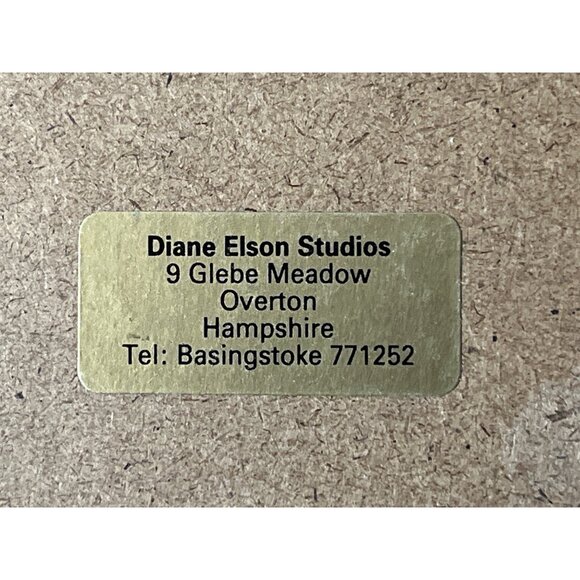 Diane Elson Studios
9 Glebe Meadow
Overton
Hampshire
Tel: Basingstoke 771252